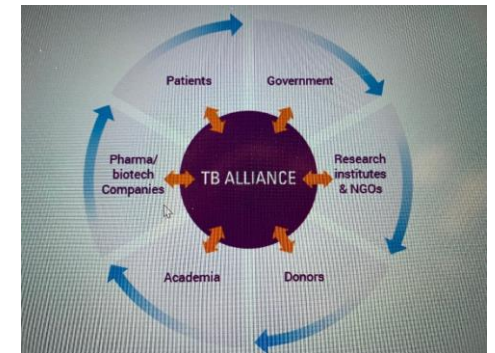 Patients
Government
Pharma/
biotech
Companies
TB ALLIANCE
Research
institutes
& NGOs
Academia
Donors